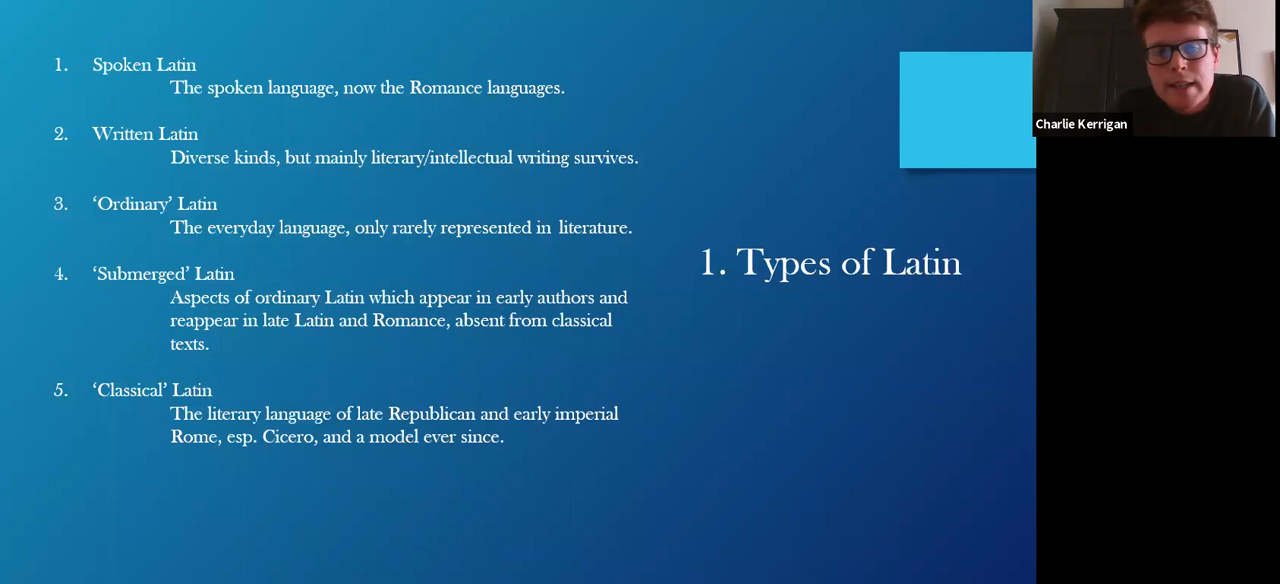 1. Spoken Latin
The spoken language, now the Romance languages.
2. Written Latin
Diverse kinds, but mainly literary/intellectual writing survives.
3. ‘Ordinary’ Latin
The everyday language, only rarely represented in literature.
4. ‘Submerged’ Latin
Aspects of ordinary Latin which appear in early authors and
reappear in late Latin and Romance, absent from classical
texts.
5. ‘Classical’ Latin
The literary language of late Republican and early imperial
Rome, esp. Cicero, and a model ever since.
1. Types of Latin
Charlie Kerrigan